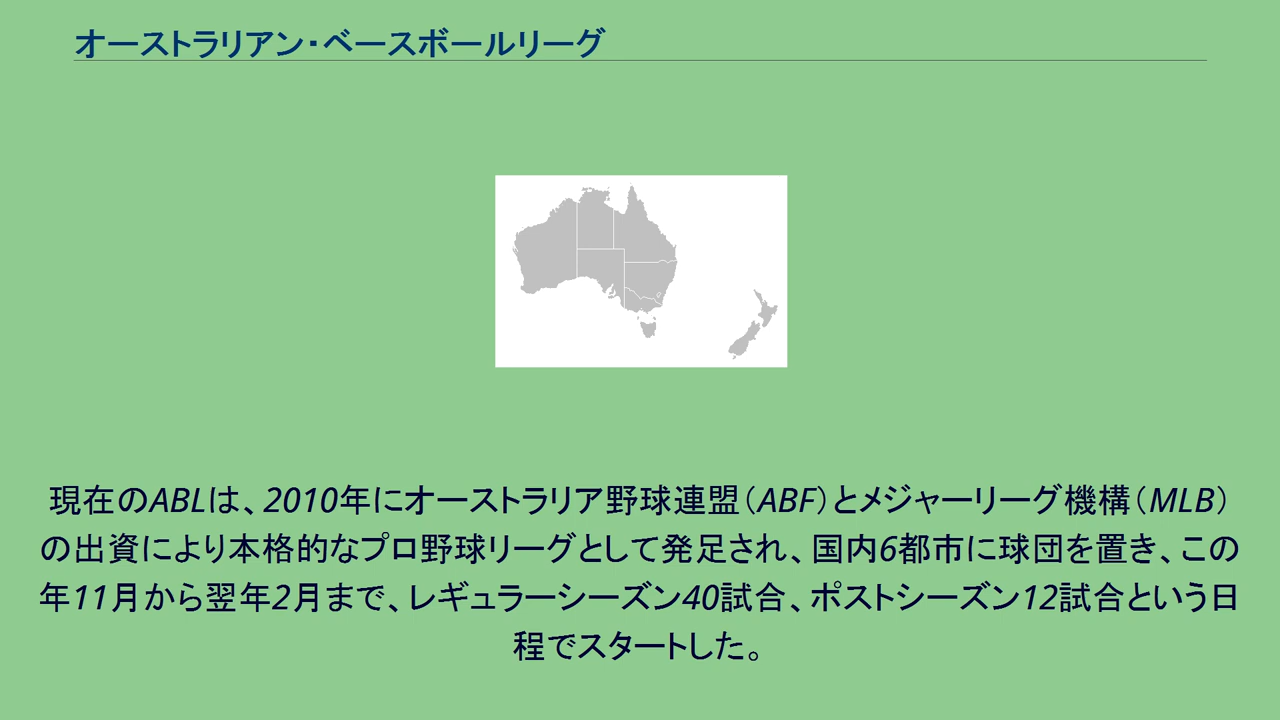 オーストラリアン・ベースボールリーグ
現在のABLは、2010年にオーストラリア野球連盟（ABF）とメジャーリーグ機構（MLB）
の出資により本格的なプロ野球リーグとして発足され、国内6都市に球団を置き、この
年11月から翌年2月まで、レギュラーシーズン40試合、ポストシーズン12試合という日
程でスタートした。